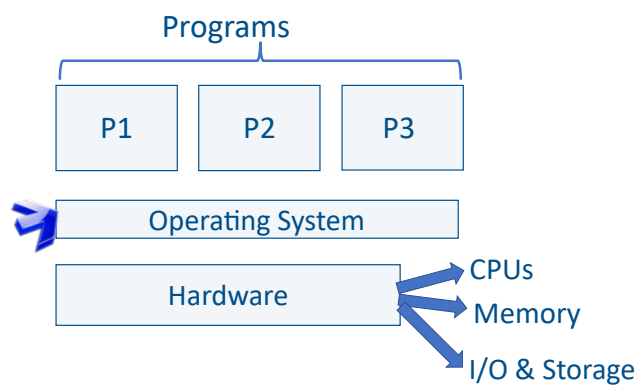 Programs
P1
P2
P3
Operating System
Hardware
CPUs
Memory
I/O & Storage